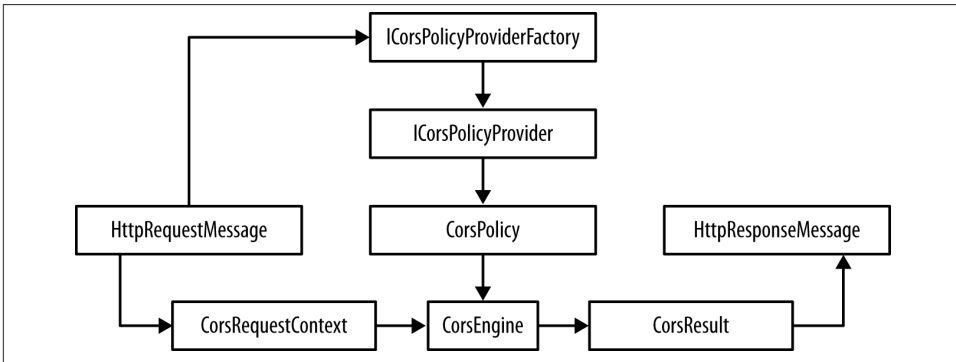 ICorsPolicyProviderFactory
ICorsPolicyProvider
HttpRequestMessage
CorsPolicy
HttpResponseMessage
CorsRequestContext
CorsEngine
CorsResult